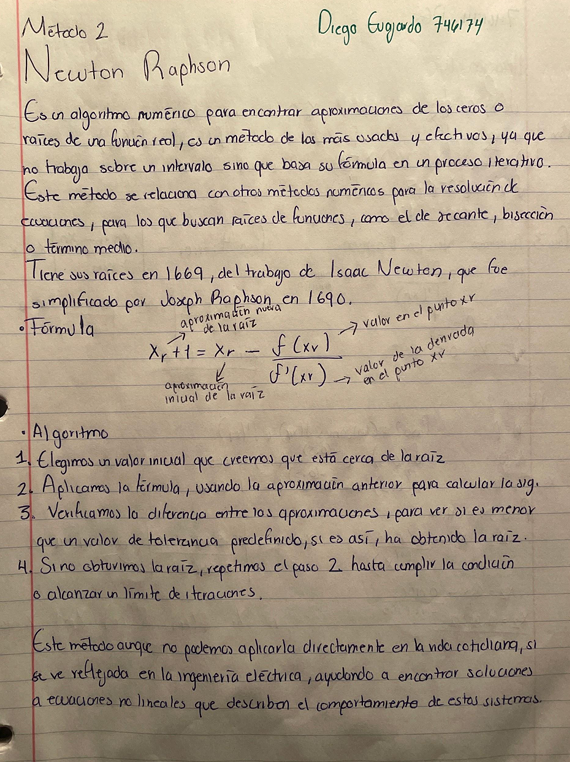 Método 2
Diego Eugjardo 746174
Newton Raphson
Es un algoritmo numérico para encontrar aproximaciones de los ceros o
raíces de una función real, es un método de los más usados y efectivos, ya que
no trabaja sobre un intervalo sino que basa su fórmula en un proceso iterativo.
Este método se relaciona con otros métodos numéricos para la resolución de
ecuaciones, para los que buscan raíces de funciones, como el de secante, bisección
o término medio.
Tiene sus raíces en 1669, del trabajo de Isaac Newton, que fue
simplificado por Joseph Raphson en 1690.
• Fórmula
aproximación nueva
de la raíz
valor en el punto xr
Xr+1 = Xr - f(xr) / f'(xr)
valor de la derivada
en el punto xr
aproximación
inicial de la raíz
• Algoritmo
1. Elegimos un valor inicial que creemos que está cerca de la raíz
2. Aplicamos la fórmula, usando la aproximación anterior para calcular la sig.
3. Verificamos la diferencia entre los aproximaciones, para ver si es menor
que un valor de tolerancia predefinido, si es así, ha obtenido la raíz.
4. Si no obtuvimos la raíz, repetimos el paso 2 hasta cumplir la condición
o alcanzar un límite de iteraciones.
Este método aunque no podemos aplicarla directamente en la vida cotidiana, si
se ve reflejada en la ingeniería eléctrica, ayudando a encontrar soluciones
a ecuaciones no lineales que describen el comportamiento de estos sistemas.